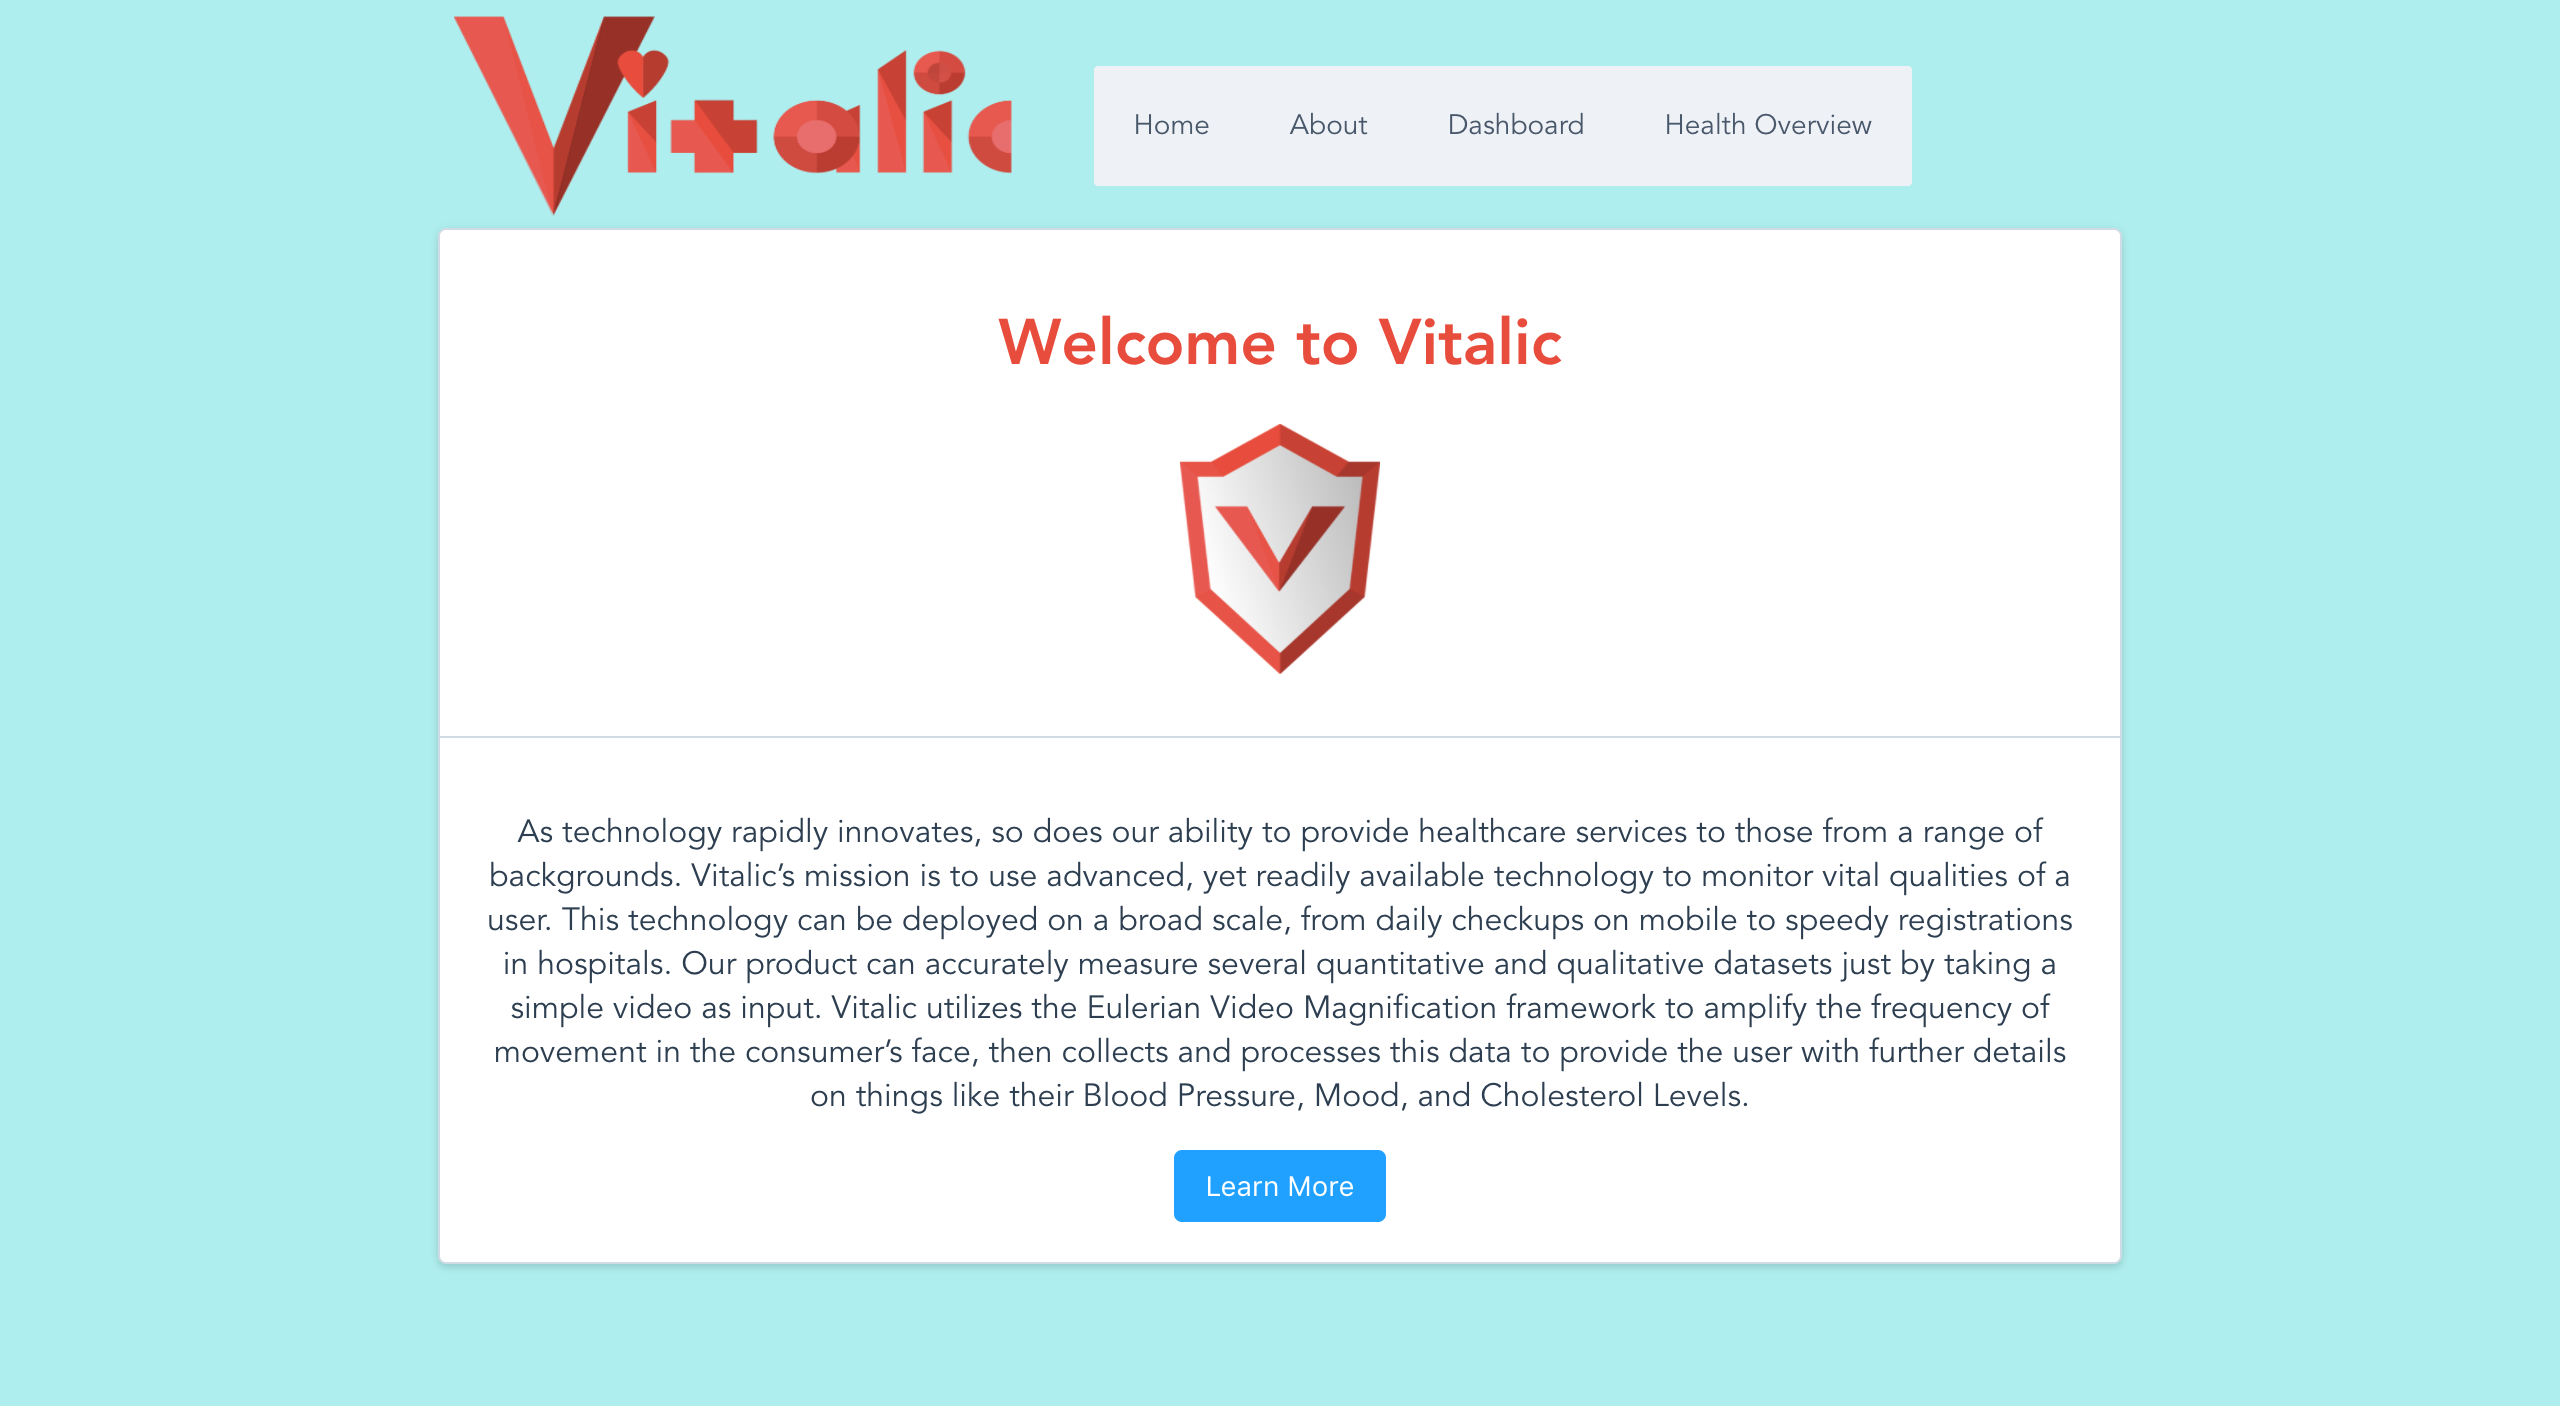 Vitalic
Home About Dashboard Health Overview
Welcome to Vitalic
V
As technology rapidly innovates, so does our ability to provide healthcare services to those from a range of
backgrounds. Vitalic’s mission is to use advanced, yet readily available technology to monitor vital qualities of a
user. This technology can be deployed on a broad scale, from daily checkups on mobile to speedy registrations
in hospitals. Our product can accurately measure several quantitative and qualitative datasets just by taking a
simple video as input. Vitalic utilizes the Eulerian Video Magnification framework to amplify the frequency of
movement in the consumer’s face, then collects and processes this data to provide the user with further details
on things like their Blood Pressure, Mood, and Cholesterol Levels.
Learn More